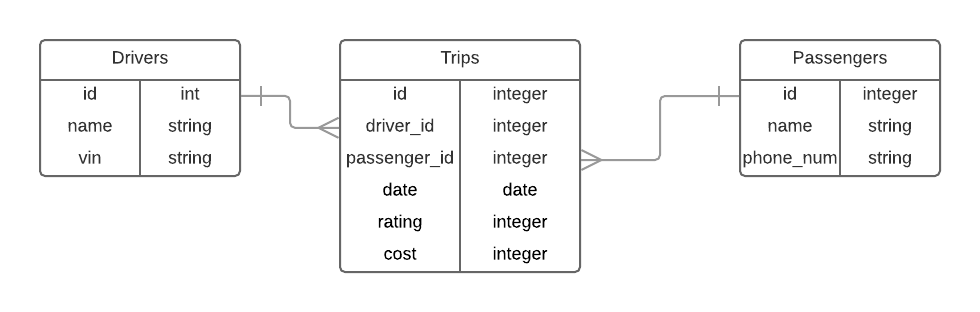 Drivers
id int
name string
vin string
Trips
id integer
driver_id integer
passenger_id integer
date date
rating integer
cost integer
Passengers
id integer
name string
phone_num string